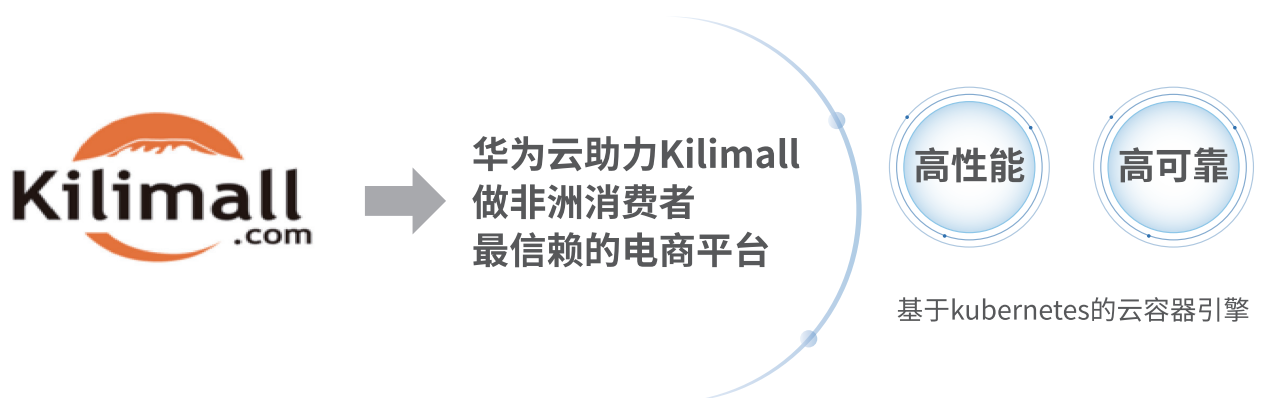 Kilimall
.com
华为云助力Kilimall
做非洲消费者
最信赖的电商平台
高性能
高可靠
基于kubernetes的云容器引擎